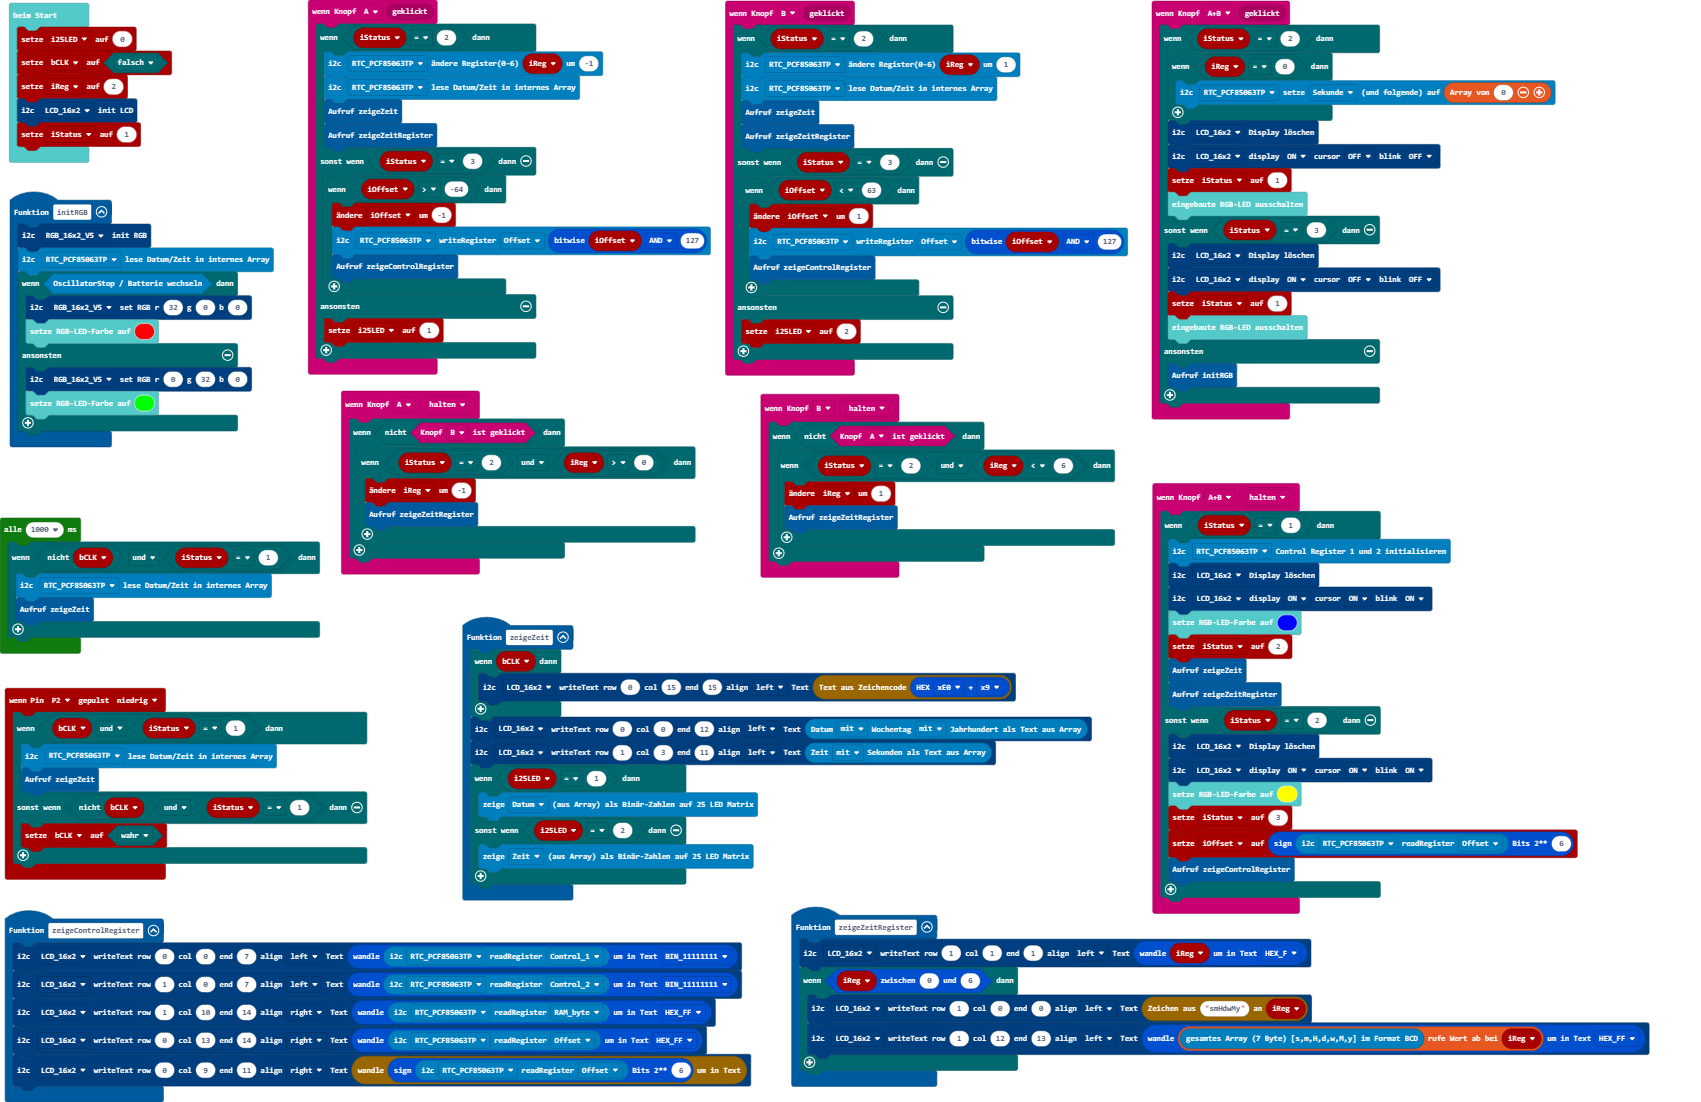 beim Start
setze i25LED auf 0
setze bCLK auf falsch
setze iReg auf 2
i2c LCD_16x2 init LCD
setze iStatus auf 1
Funktion initRGB
i2c RGB_16x2_V5 init RGB
i2c RTC_PCF85063TP lese Datum/Zeit in internes Array
wenn OscillatorStop / Batterie wechseln dann
i2c RGB_16x2_V5 set RGB r 32 g 0 b 0
setze RGB-LED-Farbe auf
ansonsten
i2c RGB_16x2_V5 set RGB r 0 g 32 b 0
setze RGB-LED-Farbe auf
alle 1000 ms
wenn nicht bCLK und iStatus = 1 dann
i2c RTC_PCF85063TP lese Datum/Zeit in internes Array
Aufruf zeigeZeit
wenn Pin P2 gepulst niedrig
wenn bCLK und iStatus = 1 dann
i2c RTC_PCF85063TP lese Datum/Zeit in internes Array
Aufruf zeigeZeit
sonst wenn nicht bCLK und iStatus = 1 dann
setze bCLK auf wahr
wenn Knopf A geklickt
wenn iStatus = 2 dann
i2c RTC_PCF85063TP ändere Register(0-6) iReg um -1
i2c RTC_PCF85063TP lese Datum/Zeit in internes Array
Aufruf zeigeZeit
Aufruf zeigeZeitRegister
sonst wenn iStatus = 3 dann
wenn iOffset > -64 dann
ändere iOffset um -1
i2c RTC_PCF85063TP writeRegister Offset bitwise iOffset AND 127
Aufruf zeigeControlRegister
ansonsten
setze i25LED auf 1
wenn Knopf B geklickt
wenn iStatus = 2 dann
i2c RTC_PCF85063TP ändere Register(0-6) iReg um 1
i2c RTC_PCF85063TP lese Datum/Zeit in internes Array
Aufruf zeigeZeit
Aufruf zeigeZeitRegister
sonst wenn iStatus = 3 dann
wenn iOffset < 63 dann
ändere iOffset um 1
i2c RTC_PCF85063TP writeRegister Offset bitwise iOffset AND 127
Aufruf zeigeControlRegister
ansonsten
setze i25LED auf 2
wenn Knopf A+B geklickt
wenn iStatus = 2 dann
wenn iReg = 0 dann
i2c RTC_PCF85063TP setze Sekunde (und folgende) auf Array von 0
i2c LCD_16x2 Display löschen
i2c LCD_16x2 display ON cursor OFF blink OFF
setze iStatus auf 1
eingebaute RGB-LED ausschalten
sonst wenn iStatus = 3 dann
i2c LCD_16x2 Display löschen
i2c LCD_16x2 display ON cursor OFF blink OFF
setze iStatus auf 1
eingebaute RGB-LED ausschalten
ansonsten
Aufruf initRGB
wenn Knopf A halten
wenn nicht Knopf B ist geklickt dann
wenn iStatus = 2 und iReg > 0 dann
ändere iReg um -1
Aufruf zeigeZeitRegister
wenn Knopf B halten
wenn nicht Knopf A ist geklickt dann
wenn iStatus = 2 und iReg < 6 dann
ändere iReg um 1
Aufruf zeigeZeitRegister
wenn Knopf A+B halten
wenn iStatus = 1 dann
i2c RTC_PCF85063TP Control Register 1 und 2 initialisieren
i2c LCD_16x2 Display löschen
i2c LCD_16x2 display ON cursor ON blink ON
setze RGB-LED-Farbe auf
setze iStatus auf 2
Aufruf zeigeZeit
Aufruf zeigeZeitRegister
sonst wenn iStatus = 2 dann
i2c LCD_16x2 Display löschen
i2c LCD_16x2 display ON cursor ON blink ON
setze RGB-LED-Farbe auf
setze iStatus auf 3
setze iOffset auf sign i2c RTC_PCF85063TP readRegister Offset Bits 2** 6
Aufruf zeigeControlRegister
Funktion zeigeZeit
wenn bCLK dann
i2c LCD_16x2 writeText row 0 col 15 end 15 align left Text Text aus Zeichencode HEX xE0 + x9
i2c LCD_16x2 writeText row 0 col 0 end 12 align left Text Datum mit Wochentag mit Jahrhundert als Text aus Array
i2c LCD_16x2 writeText row 1 col 3 end 11 align left Text Zeit mit Sekunden als Text aus Array
wenn i25LED = 1 dann
zeige Datum (aus Array) als Binär-Zahlen auf 25 LED Matrix
sonst wenn i25LED = 2 dann
zeige Zeit (aus Array) als Binär-Zahlen auf 25 LED Matrix
Funktion zeigeControlRegister
i2c LCD_16x2 writeText row 0 col 0 end 7 align left Text wandle i2c RTC_PCF85063TP readRegister Control_1 um in Text BIN_11111111
i2c LCD_16x2 writeText row 1 col 0 end 7 align left Text wandle i2c RTC_PCF85063TP readRegister Control_2 um in Text BIN_11111111
i2c LCD_16x2 writeText row 1 col 10 end 14 align right Text wandle i2c RTC_PCF85063TP readRegister RAM_byte um in Text HEX_FF
i2c LCD_16x2 writeText row 0 col 13 end 14 align right Text wandle i2c RTC_PCF85063TP readRegister Offset um in Text HEX_FF
i2c LCD_16x2 writeText row 0 col 9 end 11 align right Text wandle sign i2c RTC_PCF85063TP readRegister Offset Bits 2** 6 um in Text
Funktion zeigeZeitRegister
i2c LCD_16x2 writeText row 1 col 1 end 1 align left Text wandle iReg um in Text HEX_F
wenn iReg zwischen 0 und 6 dann
i2c LCD_16x2 writeText row 1 col 0 end 0 align left Text Zeichen aus "smHdwMy" an iReg
i2c LCD_16x2 writeText row 1 col 12 end 13 align left Text wandle gesamtes Array (7 Byte) [s,m,H,d,w,M,y] im Format BCD rufe Wert ab bei iReg um in Text HEX_FF